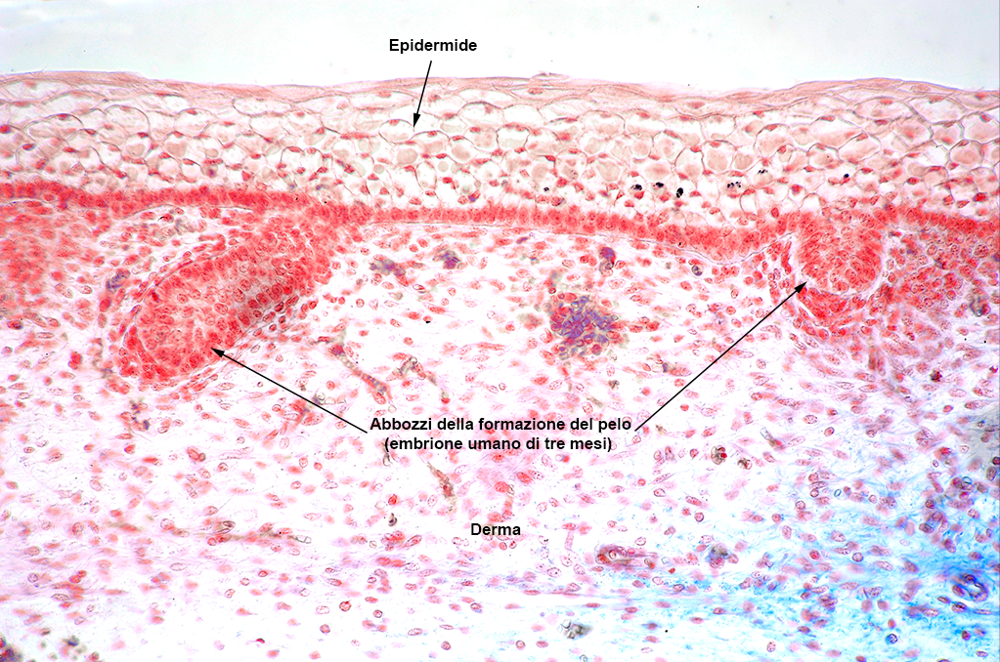 Epidermide
Abbozzi della formazione del pelo
(embrione umano di tre mesi)
Derma